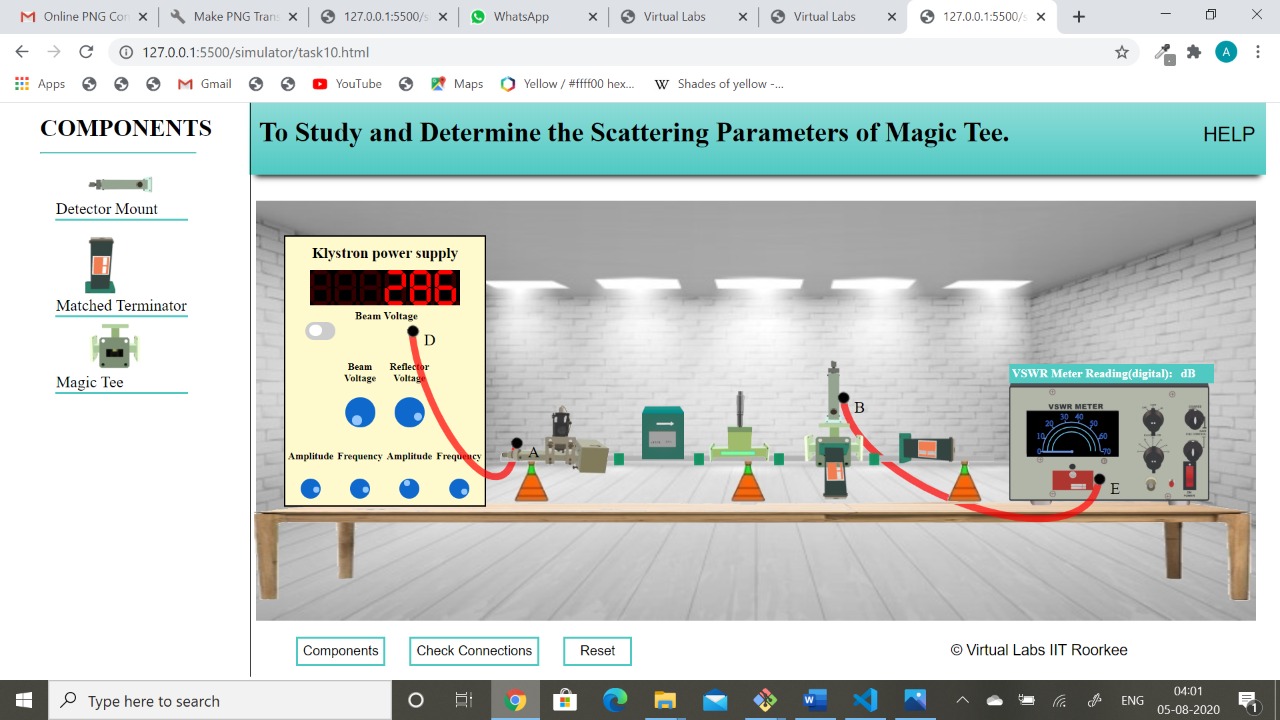 Online PNG Con
Make PNG Trans
127.0.0.1:5500/s
WhatsApp
Virtual Labs
Virtual Labs
127.0.0.1:5500/s
127.0.0.1:5500/simulator/task10.html
A
Apps
Gmail
YouTube
Maps
Yellow / #ffff00 hex...
W
Shades of yellow -...
COMPONENTS
To Study and Determine the Scattering Parameters of Magic Tee.
HELP
Detector Mount
Matched Terminator
Magic Tee
Klystron power supply
286
Beam Voltage
D
Beam Voltage
Reflector Voltage
Amplitude Frequency Amplitude Frequency
A
B
VSWR Meter Reading(digital): dB
VSWR METER
10 20 30 40 50 60 70
E
Components
Check Connections
Reset
© Virtual Labs IIT Roorkee
Type here to search
ENG
04:01
05-08-2020
1